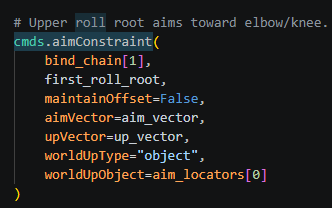 # Upper roll root aims toward elbow/knee.
cmds.aimConstraint(
    bind_chain[1],
    first_roll_root,
    maintainOffset=False,
    aimVector=aim_vector,
    upVector=up_vector,
    worldUpType="object",
    worldUpObject=aim_locators[0]
)